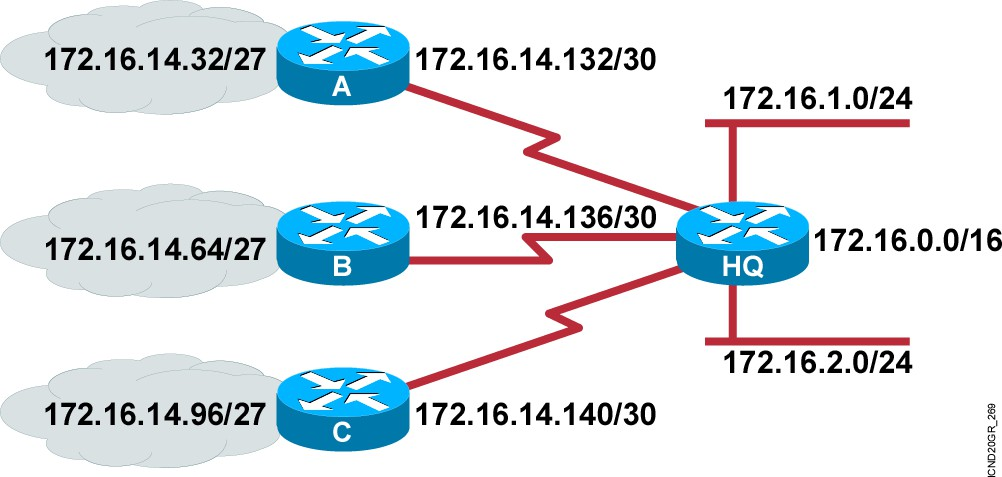 172.16.14.32/27
A
172.16.14.132/30
172.16.1.0/24
172.16.14.64/27
B
172.16.14.136/30
HQ
172.16.0.0/16
172.16.2.0/24
172.16.14.96/27
C
172.16.14.140/30
ICND20GR_269